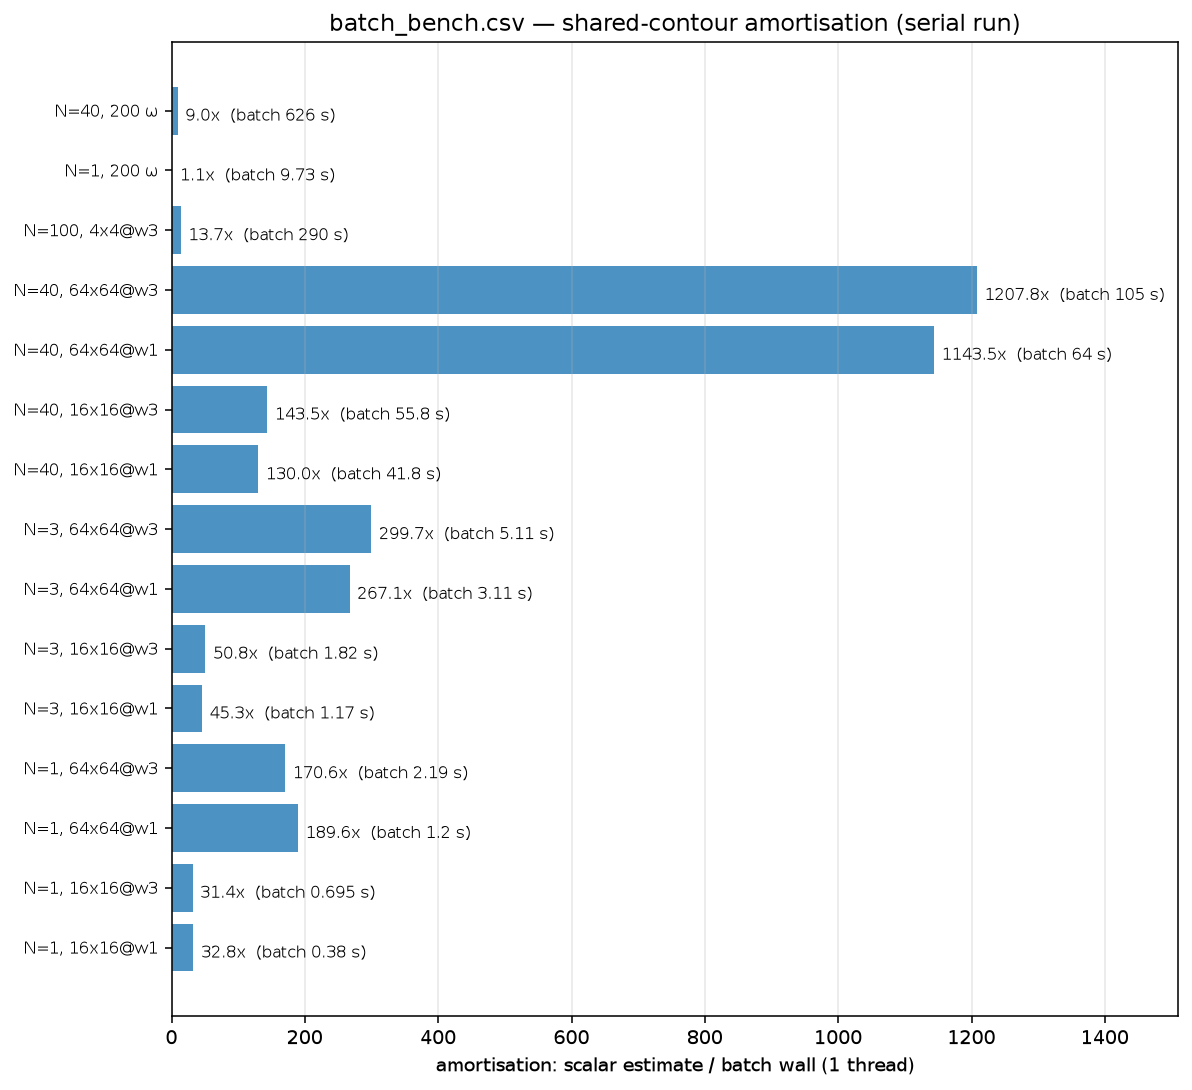 batch_bench.csv — shared-contour amortisation (serial run)
N=40, 200 ω 9.0x (batch 626 s)
N=1, 200 ω 1.1x (batch 9.73 s)
N=100, 4x4@w3 13.7x (batch 290 s)
N=40, 64x64@w3 1207.8x (batch 105 s)
N=40, 64x64@w1 1143.5x (batch 64 s)
N=40, 16x16@w3 143.5x (batch 55.8 s)
N=40, 16x16@w1 130.0x (batch 41.8 s)
N=3, 64x64@w3 299.7x (batch 5.11 s)
N=3, 64x64@w1 267.1x (batch 3.11 s)
N=3, 16x16@w3 50.8x (batch 1.82 s)
N=3, 16x16@w1 45.3x (batch 1.17 s)
N=1, 64x64@w3 170.6x (batch 2.19 s)
N=1, 64x64@w1 189.6x (batch 1.2 s)
N=1, 16x16@w3 31.4x (batch 0.695 s)
N=1, 16x16@w1 32.8x (batch 0.38 s)
0 200 400 600 800 1000 1200 1400
amortisation: scalar estimate / batch wall (1 thread)